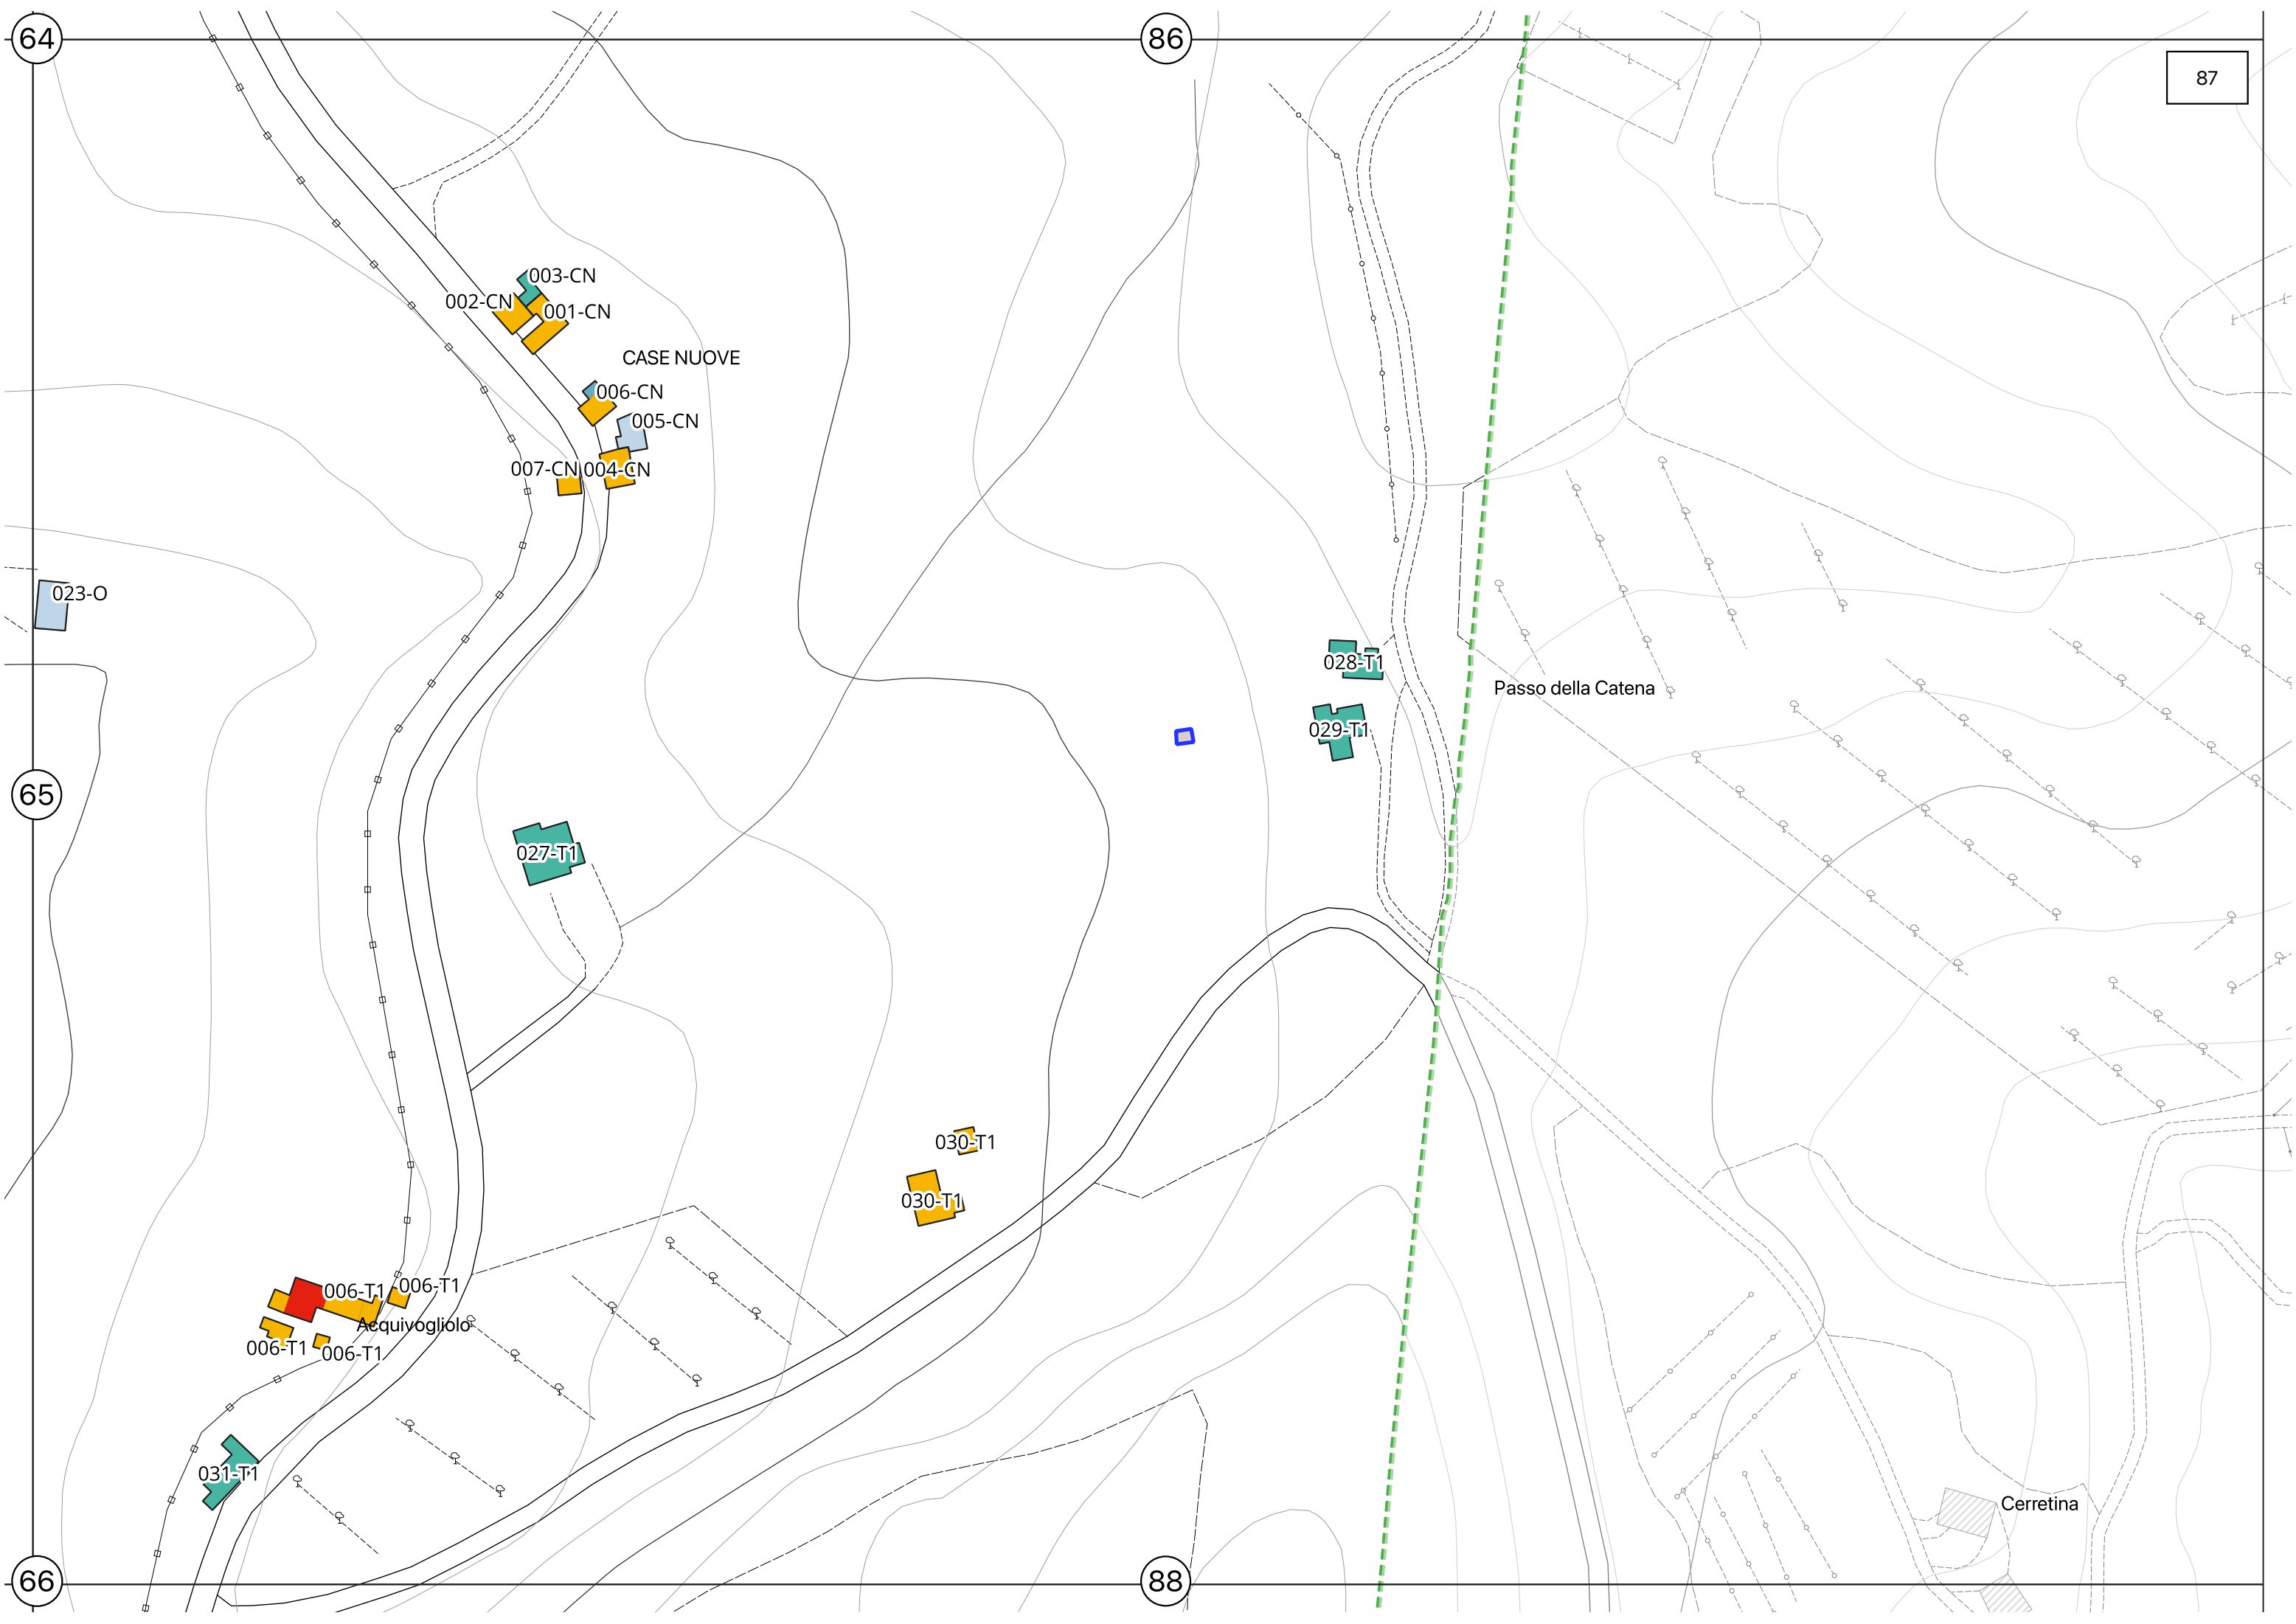 64
86
87
003-CN
002-CN
001-CN
CASE NUOVE
006-CN
005-CN
007-CN
004-CN
023-O
028-T1
Passo della Catena
029-T1
65
027-T1
030-T1
030-T1
006-T1
006-T1
Acquivogliolo
006-T1
006-T1
031-T1
Cerretina
66
88